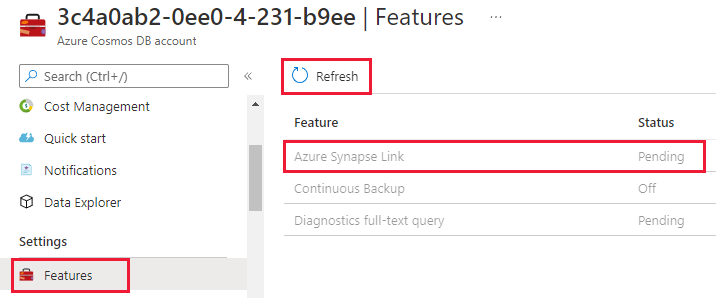 3c4a0ab2-0ee0-4-231-b9ee | Features ...
Azure Cosmos DB account
Search (Ctrl+/)
«
Cost Management
Quick start
Notifications
Data Explorer
Settings
Features
Refresh
Feature Status
Azure Synapse Link Pending
Continuous Backup Off
Diagnostics full-text query Pending